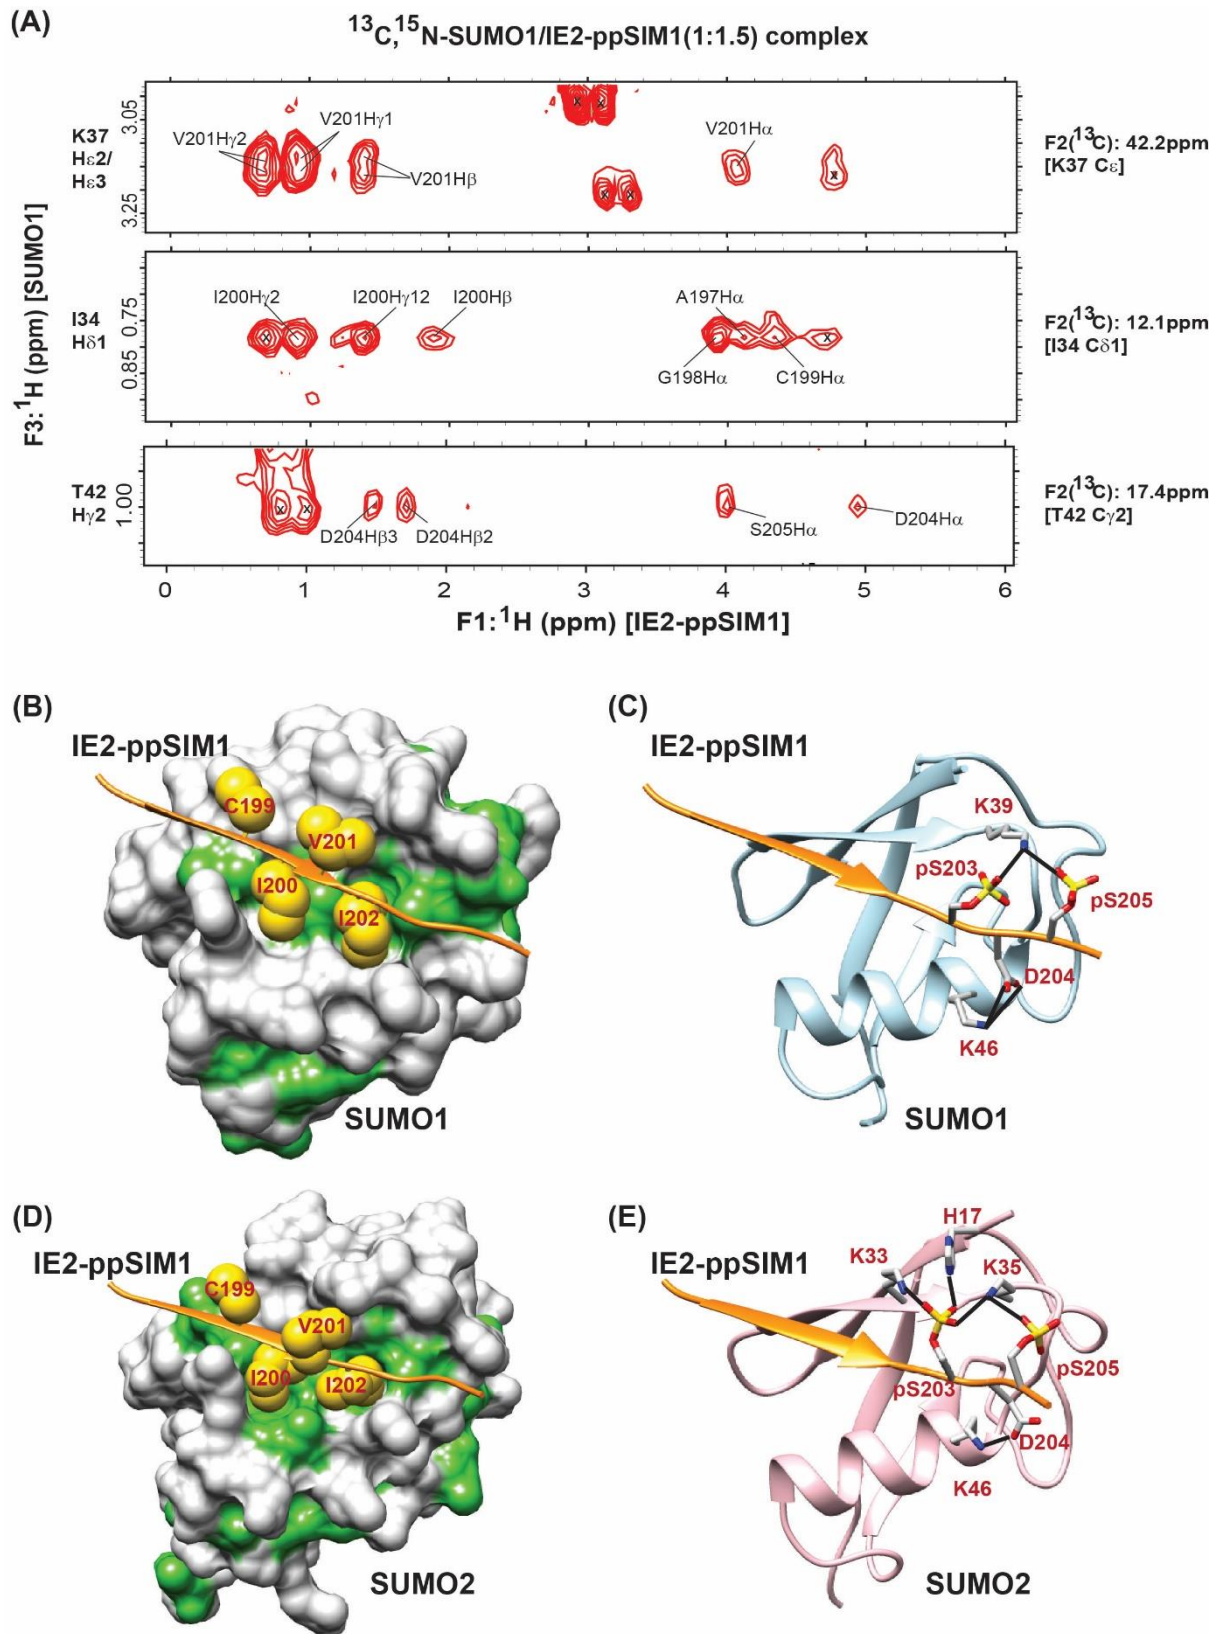 (A)
13C,15N-SUMO1/IE2-ppSIM1(1:1.5) complex
F3: 1H (ppm) [SUMO1]
K37
Hε2/
Hε3
3.05
3.25
V201Hγ2
V201Hγ1
V201Hβ
V201Hα
x x
x
x x
F2(13C): 42.2ppm
[K37 Cε]
I34
Hδ1
0.75
0.85
I200Hγ2
I200Hγ12
I200Hβ
A197Hα
G198Hα
C199Hα
x
x
F2(13C): 12.1ppm
[I34 Cδ1]
T42
Hγ2
1.00
x x
D204Hβ3
D204Hβ2
S205Hα
D204Hα
F2(13C): 17.4ppm
[T42 Cγ2]
0 1 2 3 4 5 6
F1: 1H (ppm) [IE2-ppSIM1]
(B)
IE2-ppSIM1
C199
V201
I200
I202
SUMO1
(C)
IE2-ppSIM1
K39
pS203
pS205
D204
K46
SUMO1
(D)
IE2-ppSIM1
C199
V201
I200
I202
SUMO2
(E)
IE2-ppSIM1
H17
K33
K35
pS203
pS205
D204
K46
SUMO2